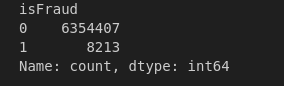 isFraud
0    6354407
1       8213
Name: count, dtype: int64